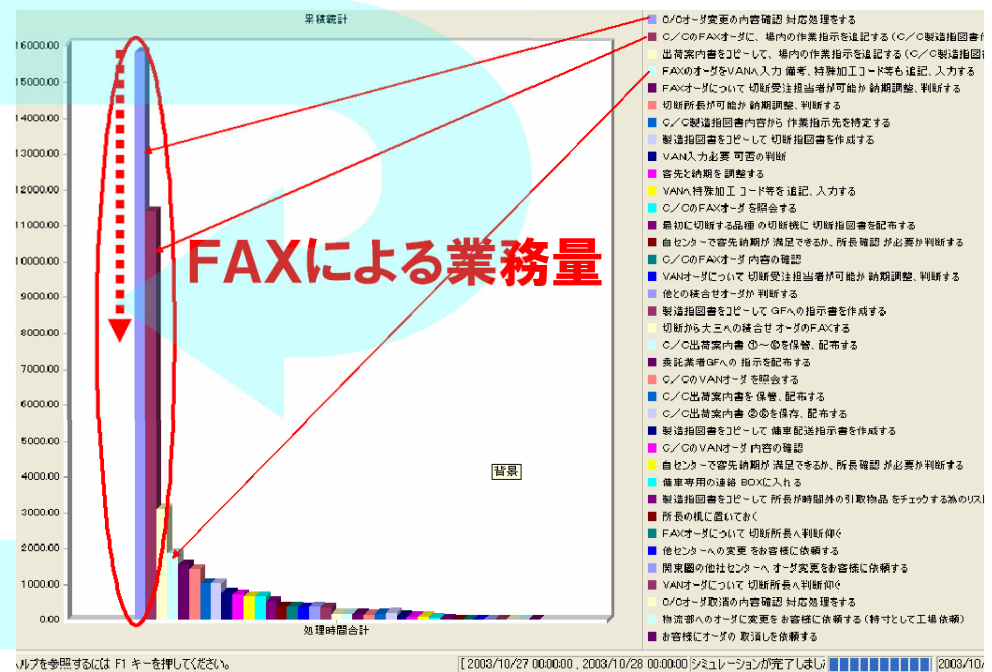 累積統計
16000.00
15000.00
14000.00
13000.00
12000.00
11000.00
10000.00
9000.00
8000.00
7000.00
6000.00
5000.00
4000.00
3000.00
2000.00
1000.00
0.00
処理時間合計
FAXによる業務量
背景
C/Cオーダ変更の内容確認 対応処理をする
C/CのFAXオーダに、場内の作業指示を追記する(C/C製造指図書
出荷案内書をコピーして、場内の作業指示を追記する(C/C製造指図
FAXのオーダをVANへ入力 備考、特殊加工コード等も追記、入力する
FAXオーダについて 切断受注担当者が可能か 納期調整、判断する
切断所長が可能か 納期調整、判断する
C/C製造指図書内容から 作業指示先を特定する
製造指図書をコピーして 切断指図書を作成する
VAN入力必要 可否の判断
客先と納期を調整する
VANへ特殊加工コード等を追記、入力する
C/CのFAXオーダを照会する
最初に切断する品種の切断機に 切断指図書を配布する
自センターで客先納期が 満足できるか、所長確認 が必要か判断する
C/CのFAXオーダ内容の確認
VANオーダについて 切断受注担当者が可能か 納期調整、判断する
他との積合せオーダか 判断する
製造指図書をコピーして GFへの指示書を作成する
切断から大三への積合せ オーダのFAXする
C/C出荷案内書 ①~⑥を保管、配布する
委託業者GFへの 指示を配布する
C/CのVANオーダを照会する
C/C出荷案内書を 保管、配布する
C/C出荷案内書 ②⑥を保存、配布する
製造指図書をコピーして 傭車配送指示書を作成する
C/CのVANオーダ内容の確認
自センターで客先納期が 満足できるか、所長確認 が必要か判断する
傭車専用の連絡 BOXに入れる
製造指図書をコピーして 所長が時間外の引取物品 をチェックする為のリス
所長の机に置いておく
FAXオーダについて 切断所長へ判断仰ぐ
他センターへの変更 をお客様に依頼する
関東圏の他社センターへ オーダ変更をお客様に依頼する
VANオーダについて 切断所長へ判断仰ぐ
C/Cオーダ取消の内容確認 対応処理をする
物流部へのオーダに変更を お客様に依頼する(特寸として工場依頼)
お客様にオーダの 取消しを依頼する
ヘルプを参照するには F1 キーを押してください。
[2003/10/27 00:00:00 , 2003/10/28 00:00:00
シミュレーションが完了しまし
2003/10/